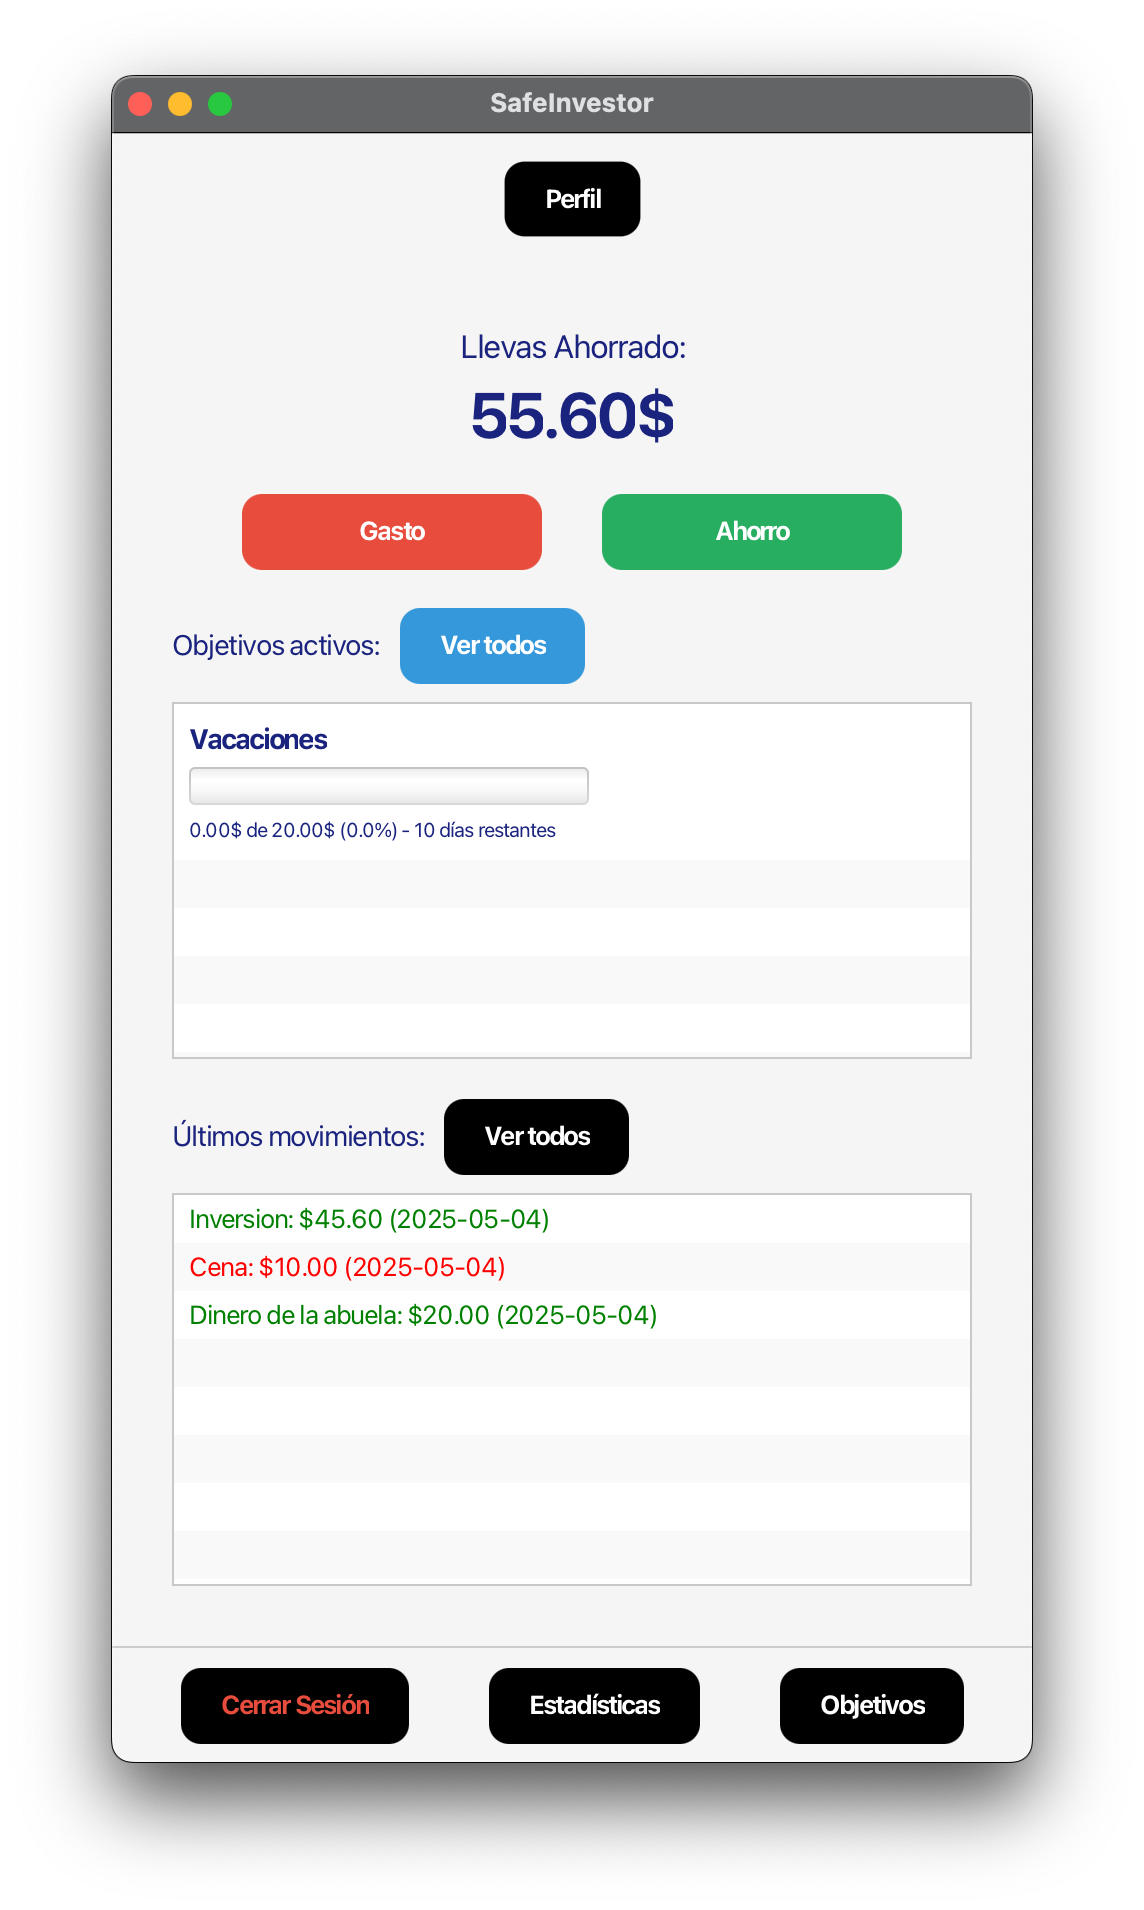 SafeInvestor
Perfil
Llevas Ahorrado:
55.60$
Gasto
Ahorro
Objetivos activos:
Ver todos
Vacaciones
0.00$ de 20.00$ (0.0%) - 10 días restantes
Últimos movimientos:
Ver todos
Inversion: $45.60 (2025-05-04)
Cena: $10.00 (2025-05-04)
Dinero de la abuela: $20.00 (2025-05-04)
Cerrar Sesión
Estadísticas
Objetivos